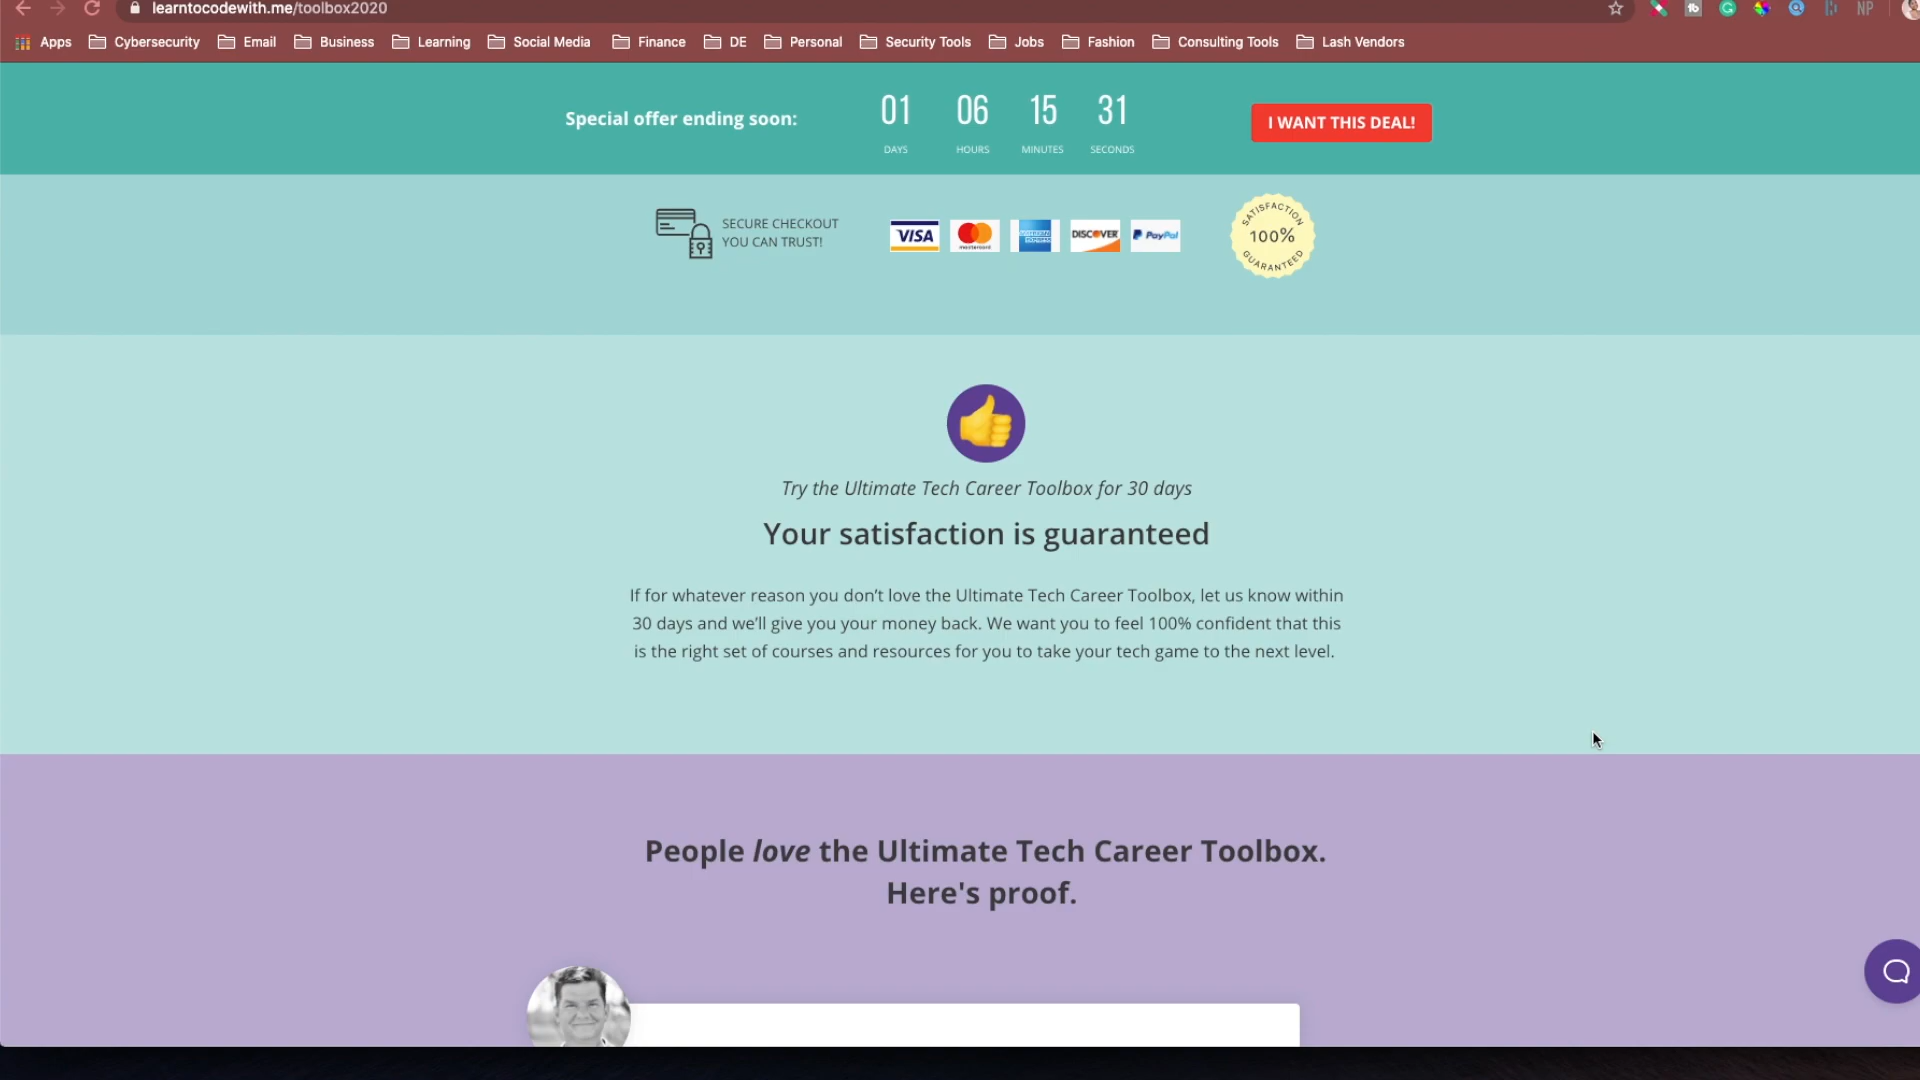 learntocodewith.me/toolbox2020
NP
Apps Cybersecurity Email Business Learning Social Media Finance DE Personal Security Tools Jobs Fashion Consulting Tools Lash Vendors
Special offer ending soon:
01 06 15 31
DAYS HOURS MINUTES SECONDS
I WANT THIS DEAL!
SECURE CHECKOUT
YOU CAN TRUST!
VISA
mastercard
AMERICAN EXPRESS
DISCOVER
PayPal
SATISFACTION
100%
GUARANTEED
Try the Ultimate Tech Career Toolbox for 30 days
Your satisfaction is guaranteed
If for whatever reason you don’t love the Ultimate Tech Career Toolbox, let us know within
30 days and we’ll give you your money back. We want you to feel 100% confident that this
is the right set of courses and resources for you to take your tech game to the next level.
People love the Ultimate Tech Career Toolbox.
Here's proof.